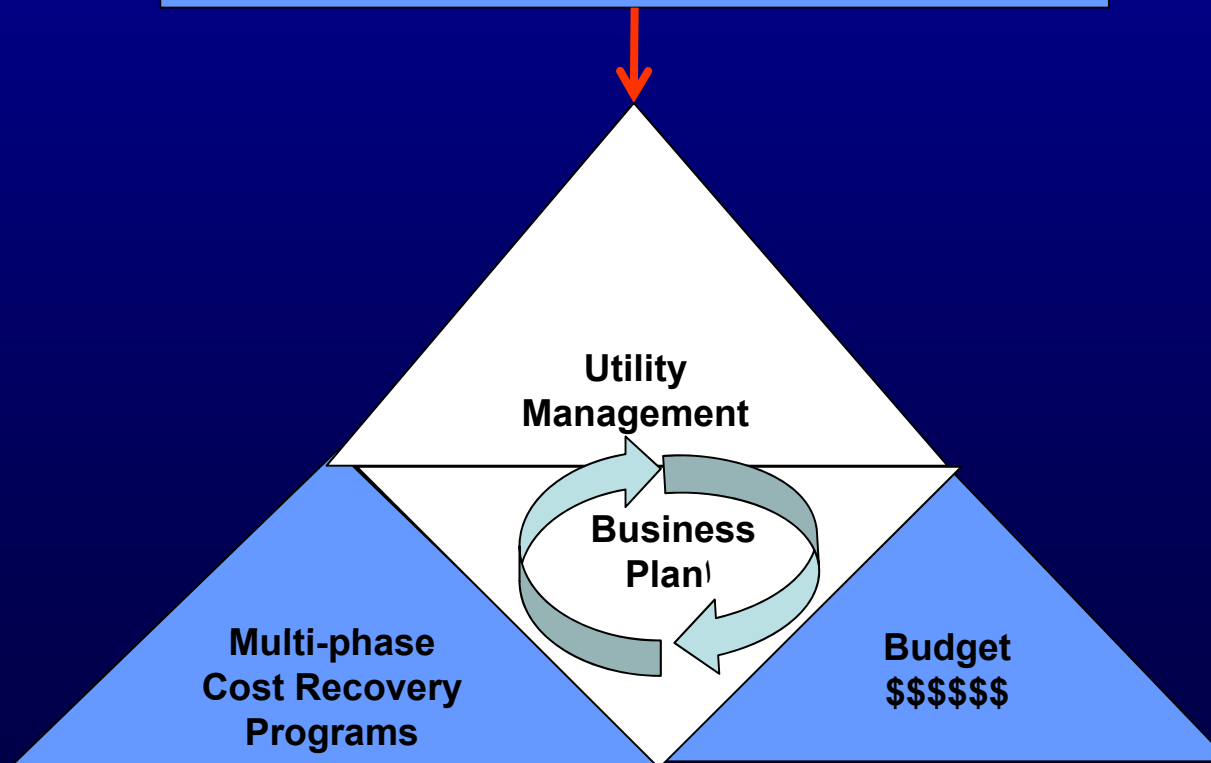 Utility
Management
Business
Plan
Multi-phase
Cost Recovery
Programs
Budget
$$$$$$